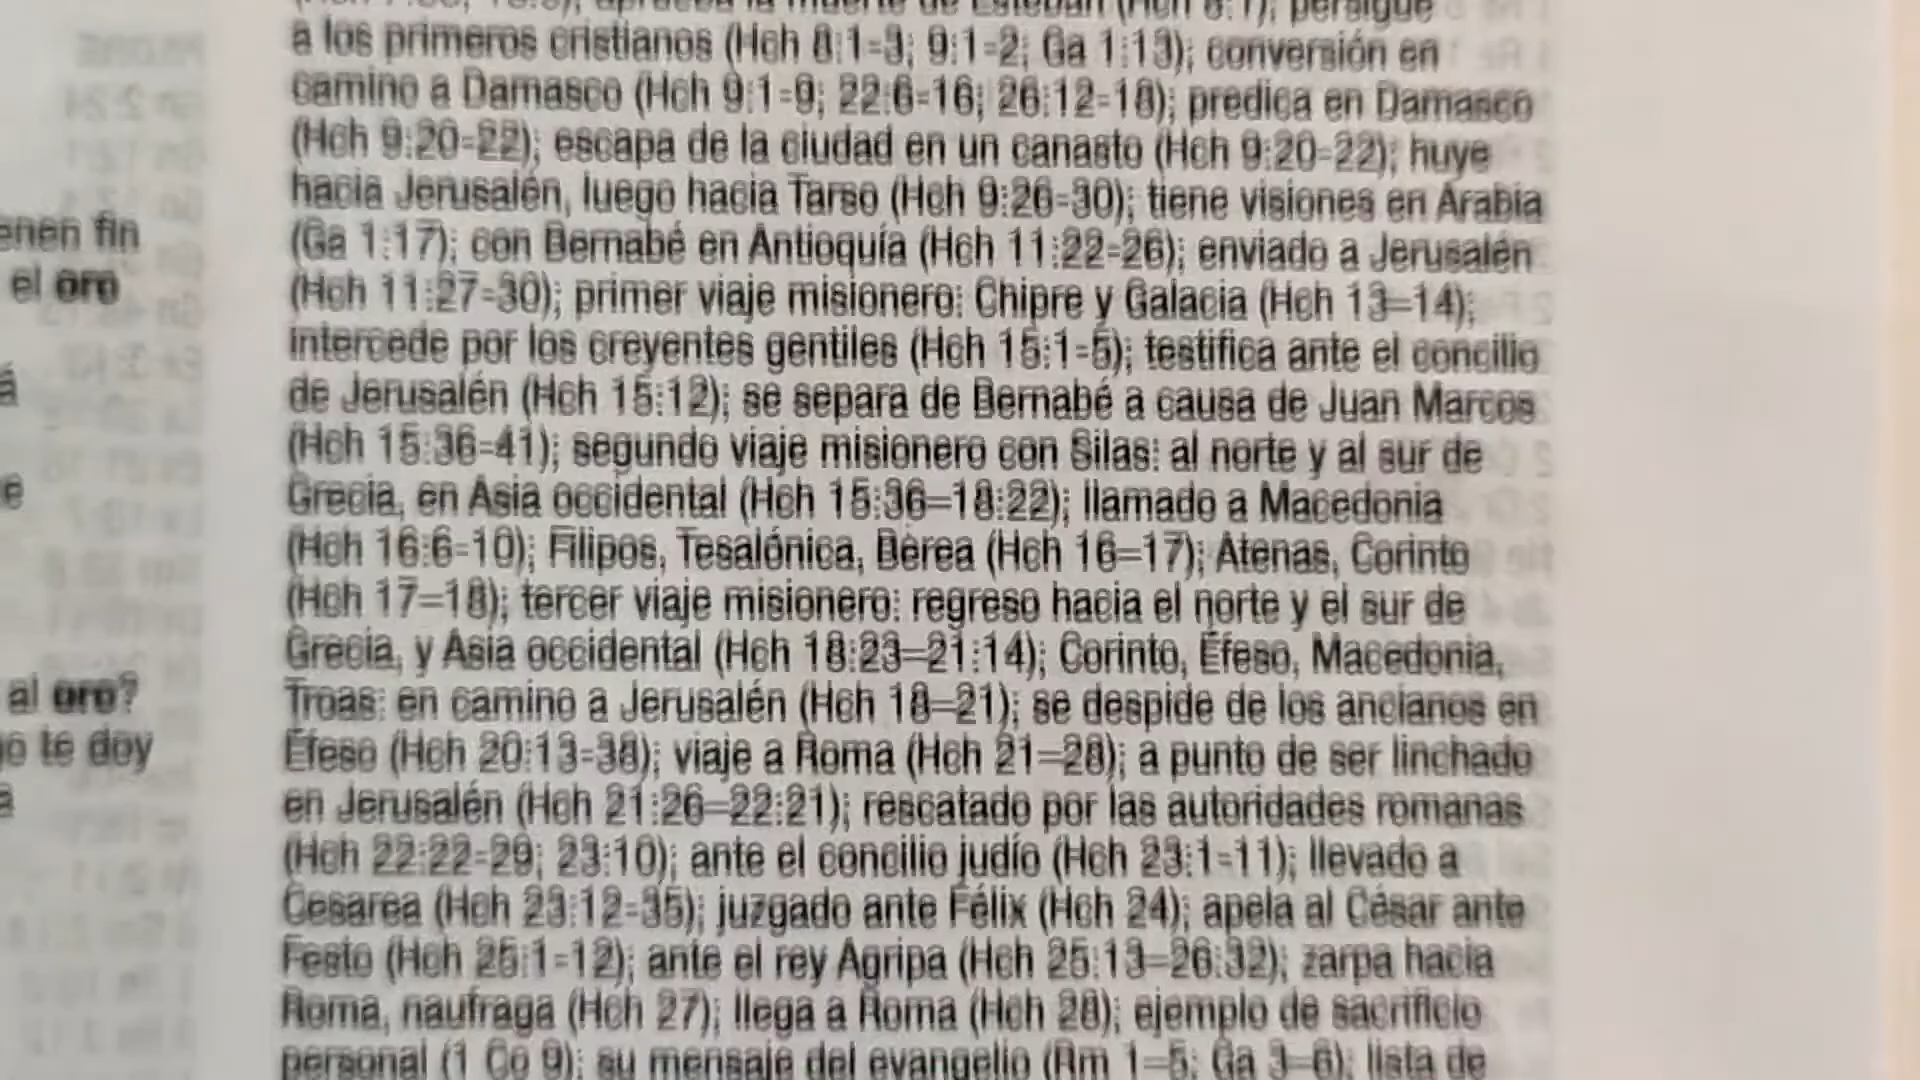 enen fin
el oro
á
e
al oro?
go te doy
a
(Hch 7:58; 18:3); aprueba la muerte de Esteban (Hch 8:1); persigue
a los primeros cristianos (Hch 8:1-3; 9:1-2; Ga 1:13); conversión en
camino a Damasco (Hch 9:1-9; 22:6-16; 26:12-18); predica en Damasco
(Hch 9:20-22); escapa de la ciudad en un canasto (Hch 9:20-22); huye
hacia Jerusalén, luego hacia Tarso (Hch 9:26-30); tiene visiones en Arabia
(Ga 1:17); con Bernabé en Antioquía (Hch 11:22-26); enviado a Jerusalén
(Hch 11:27-30); primer viaje misionero: Chipre y Galacia (Hch 13–14);
intercede por los creyentes gentiles (Hch 15:1-5); testifica ante el concilio
de Jerusalén (Hch 15:12); se separa de Bernabé a causa de Juan Marcos
(Hch 15:36-41); segundo viaje misionero con Silas: al norte y al sur de
Grecia, en Asia occidental (Hch 15:36–18:22); llamado a Macedonia
(Hch 16:6-10); Filipos, Tesalónica, Berea (Hch 16–17); Atenas, Corinto
(Hch 17–18); tercer viaje misionero: regreso hacia el norte y el sur de
Grecia, y Asia occidental (Hch 18:23–21:14); Corinto, Éfeso, Macedonia,
Troas: en camino a Jerusalén (Hch 18–21); se despide de los ancianos en
Éfeso (Hch 20:13-38); viaje a Roma (Hch 21–28); a punto de ser linchado
en Jerusalén (Hch 21:26–22:21); rescatado por las autoridades romanas
(Hch 22:22-29; 23:10); ante el concilio judío (Hch 23:1-11); llevado a
Cesarea (Hch 23:12-35); juzgado ante Félix (Hch 24); apela al César ante
Festo (Hch 25:1-12); ante el rey Agripa (Hch 25:13–26:32); zarpa hacia
Roma, naufraga (Hch 27); llega a Roma (Hch 28); ejemplo de sacrificio
personal (1 Co 9); su mensaje del evangelio (Rm 1–5; Ga 3–6); lista de